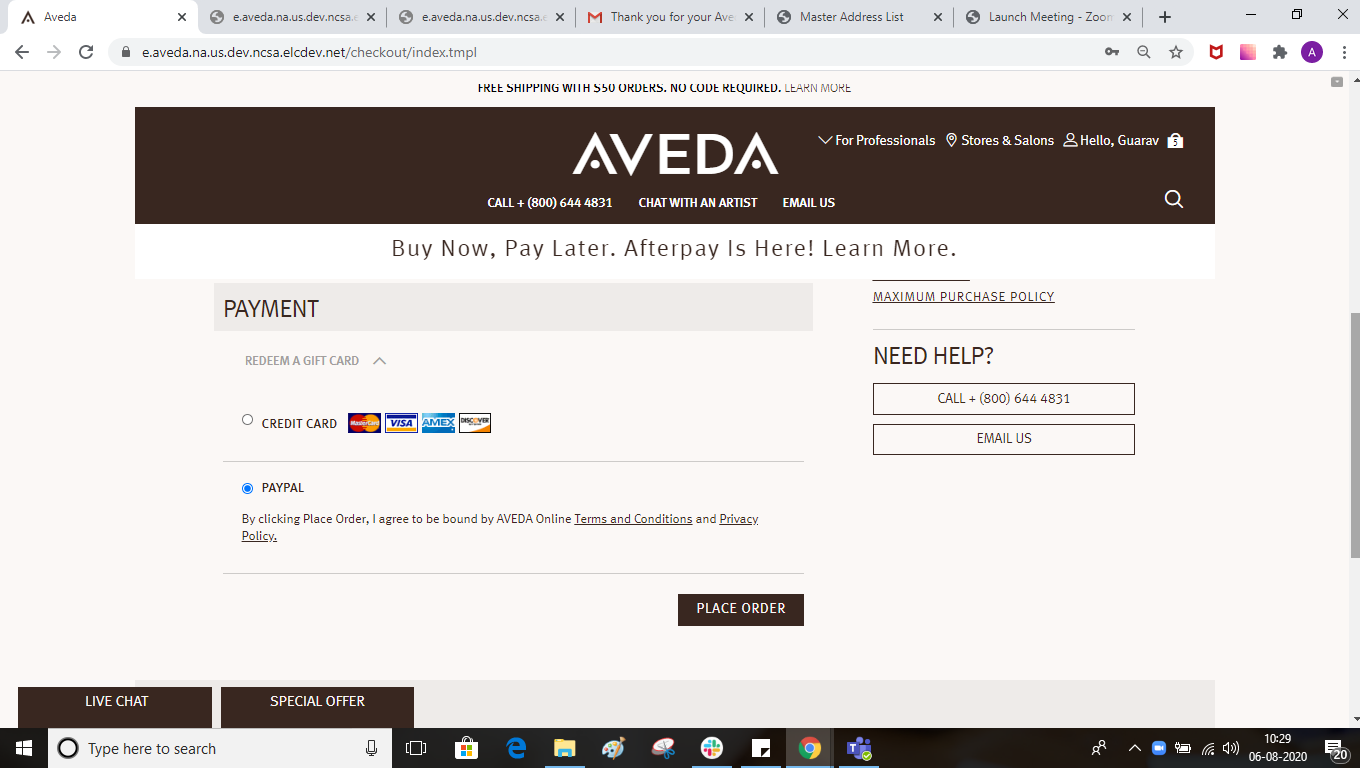 Aveda
e.aveda.na.us.dev.ncsa.e
e.aveda.na.us.dev.ncsa.e
Thank you for your Ave
Master Address List
Launch Meeting - Zoom
e.aveda.na.us.dev.ncsa.elcdev.net/checkout/index.tmpl
A
FREE SHIPPING WITH $50 ORDERS. NO CODE REQUIRED. LEARN MORE
AVEDA
For Professionals
Stores & Salons
Hello, Guarav
5
CALL + (800) 644 4831
CHAT WITH AN ARTIST
EMAIL US
Buy Now, Pay Later. Afterpay Is Here! Learn More.
PAYMENT
MAXIMUM PURCHASE POLICY
REDEEM A GIFT CARD
NEED HELP?
CALL + (800) 644 4831
CREDIT CARD
MasterCard
VISA
AMEX
DISCOVER
EMAIL US
PAYPAL
By clicking Place Order, I agree to be bound by AVEDA Online Terms and Conditions and Privacy
Policy.
PLACE ORDER
LIVE CHAT
SPECIAL OFFER
Type here to search
10:29
06-08-2020
20